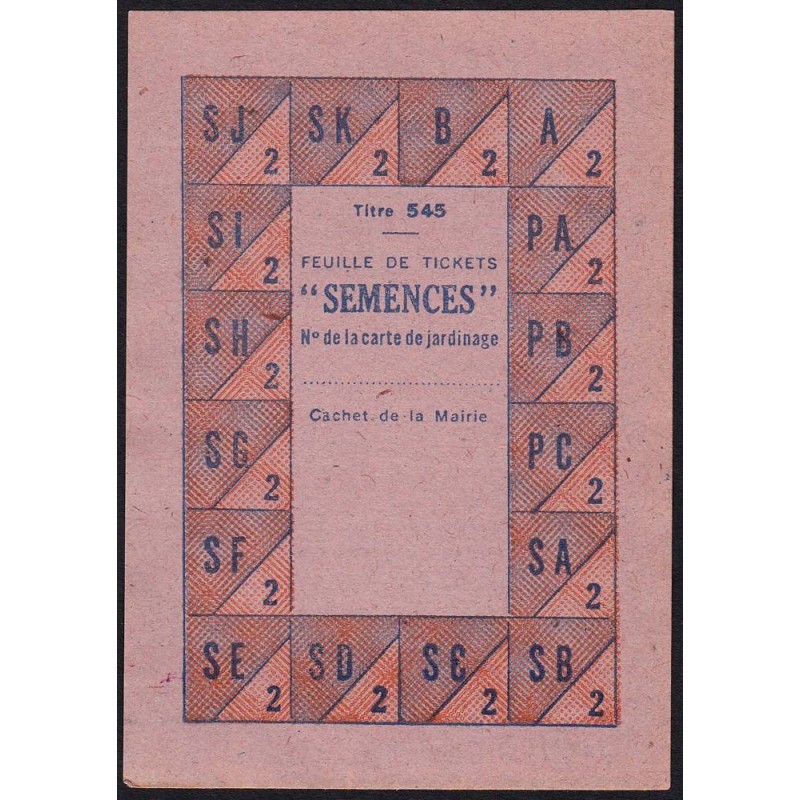 SJ 2 SK 2 B 2 A 2
Titre 545
SI 2
PA 2
FEUILLE DE TICKETS
"SEMENCES"
Nº de la carte de jardinage
SH 2
PB 2
Cachet de la Mairie
SG 2
PC 2
SF 2
SA 2
SE 2 SD 2 SC 2 SB 2